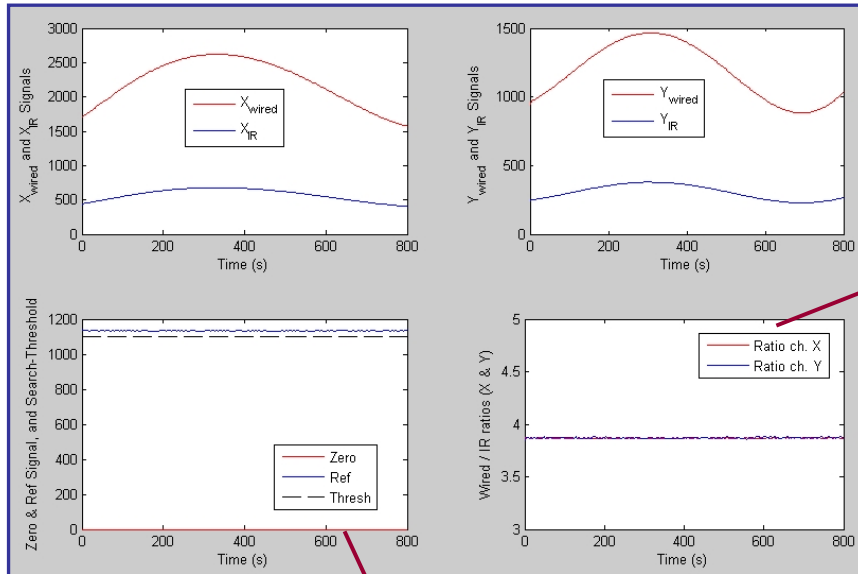 3000
2500
2000
1500
1000
500
0
X_wired and X_IR Signals
X_wired
X_IR
0 200 400 600 800
Time (s)
1500
1000
500
0
Y_wired and Y_IR Signals
Y_wired
Y_IR
0 200 400 600 800
Time (s)
1200
1000
800
600
400
200
0
Zero & Ref Signal, and Search-Threshold
Zero
Ref
Thresh
0 200 400 600 800
Time (s)
5
4.5
4
3.5
3
Wired / IR ratios (X & Y)
Ratio ch. X
Ratio ch. Y
0 200 400 600 800
Time (s)